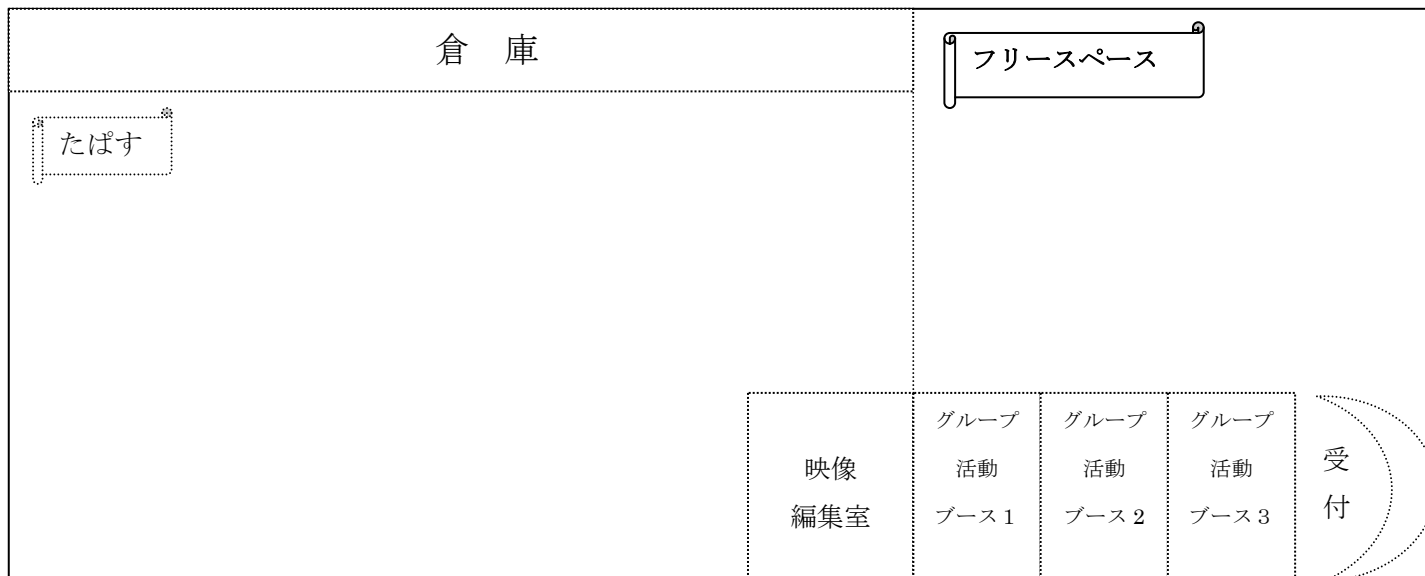 倉　庫
フリースペース
たぱす
映像
編集室
グループ
活動
ブース１
グループ
活動
ブース２
グループ
活動
ブース３
受
付